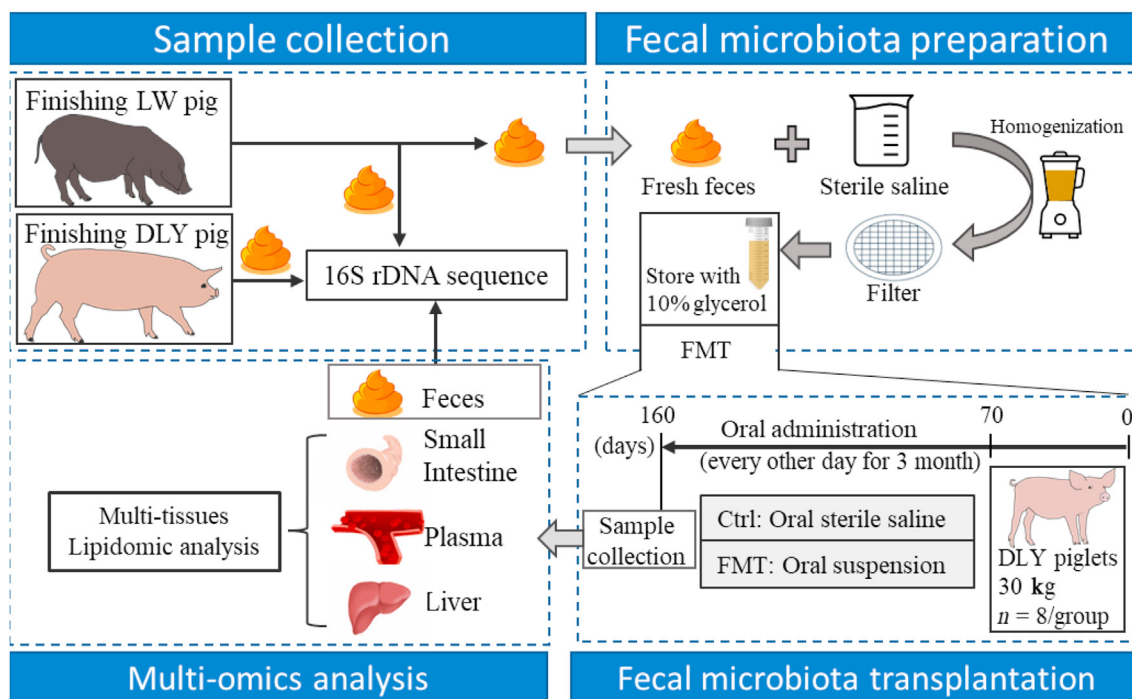 Sample collection
Finishing LW pig
Finishing DLY pig
16S rDNA sequence
Fecal microbiota preparation
Fresh feces
Sterile saline
Homogenization
Filter
Store with
10% glycerol
FMT
160
70
0
(days)
Oral administration
(every other day for 3 month)
Ctrl: Oral sterile saline
FMT: Oral suspension
DLY piglets
30 kg
n = 8/group
Sample
collection
Fecal microbiota transplantation
Feces
Small
Intestine
Plasma
Liver
Multi-tissues
Lipidomic analysis
Multi-omics analysis